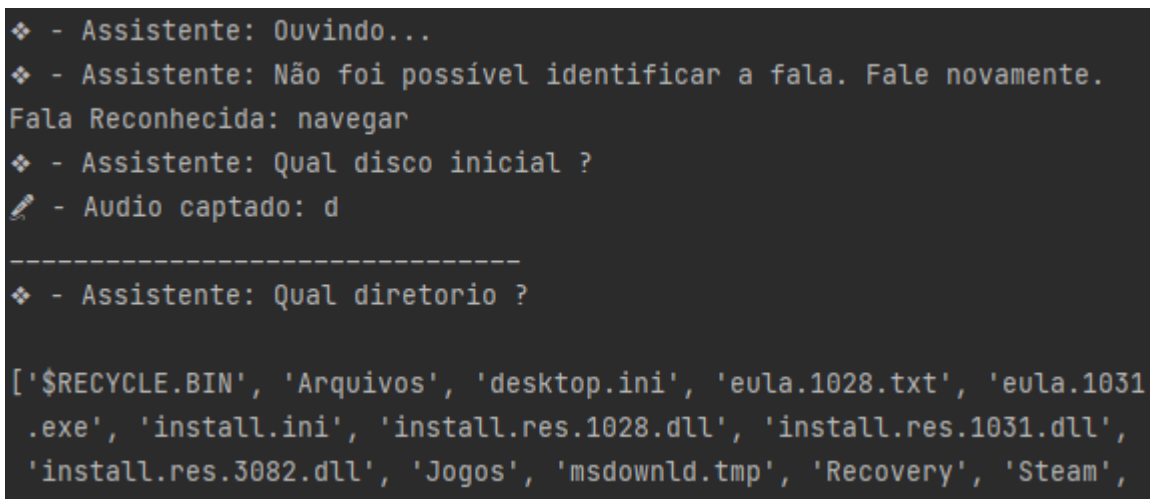 ❖ - Assistente: Ouvindo...
❖ - Assistente: Não foi possível identificar a fala. Fale novamente.
Fala Reconhecida: navegar
❖ - Assistente: Qual disco inicial ?
🎤 - Audio captado: d
________________________________
❖ - Assistente: Qual diretorio ?
['$RECYCLE.BIN', 'Arquivos', 'desktop.ini', 'eula.1028.txt', 'eula.1031
.exe', 'install.ini', 'install.res.1028.dll', 'install.res.1031.dll',
'install.res.3082.dll', 'Jogos', 'msdownld.tmp', 'Recovery', 'Steam',